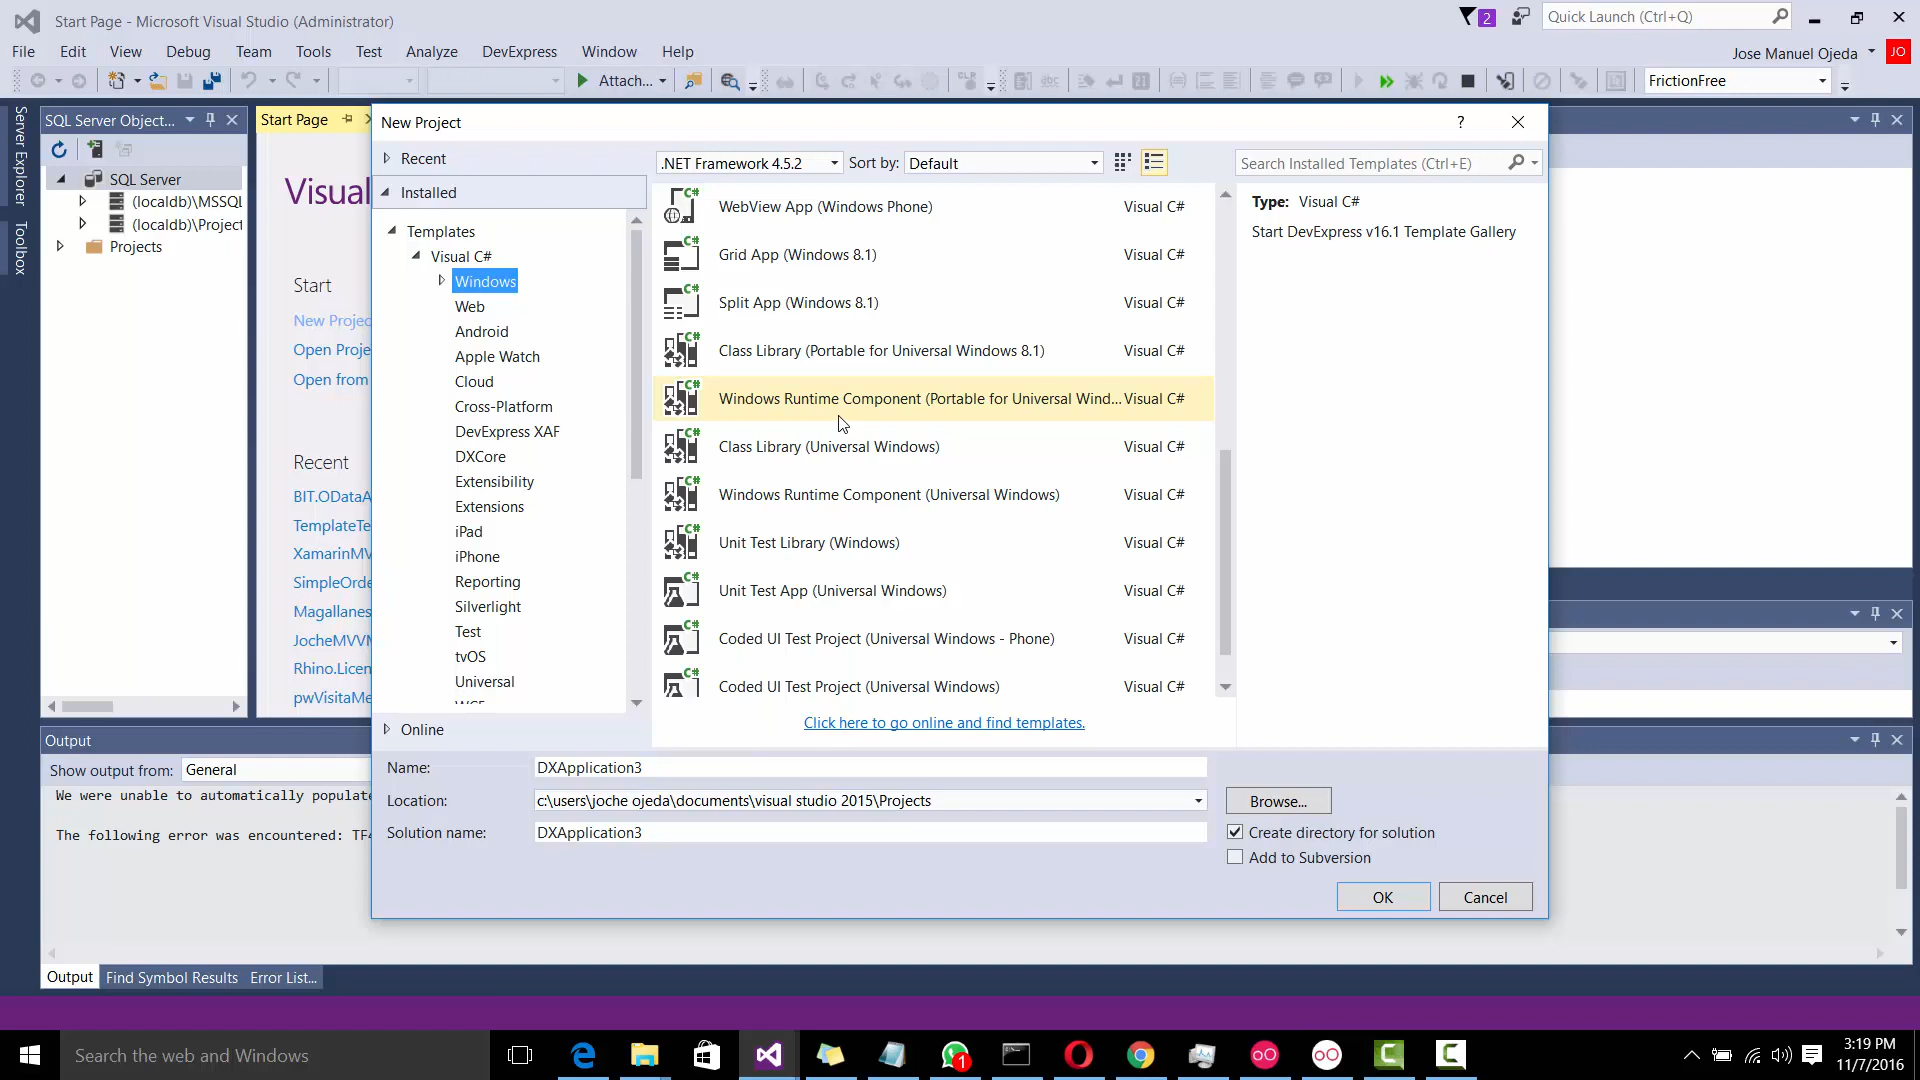 Start Page - Microsoft Visual Studio (Administrator)
2
Quick Launch (Ctrl+Q)
File Edit View Debug Team Tools Test Analyze DevExpress Window Help
Jose Manuel Ojeda
JO
Attach...
FrictionFree
Server Explorer
Toolbox
SQL Server Object...
SQL Server
(localdb)\MSSQL
(localdb)\Project
Projects
Start Page
Visual
Start
New Projec
Open Proje
Open from
Recent
BIT.ODataA
TemplateTe
XamarinMV
SimpleOrde
Magallanes
JocheMVVM
Rhino.Licen
pwVisitaMe
New Project
?
Recent
Installed
.NET Framework 4.5.2
Sort by:
Default
Search Installed Templates (Ctrl+E)
Templates
Visual C#
Windows
Web
Android
Apple Watch
Cloud
Cross-Platform
DevExpress XAF
DXCore
Extensibility
Extensions
iPad
iPhone
Reporting
Silverlight
Test
tvOS
Universal
Online
WebView App (Windows Phone) Visual C#
Grid App (Windows 8.1) Visual C#
Split App (Windows 8.1) Visual C#
Class Library (Portable for Universal Windows 8.1) Visual C#
Windows Runtime Component (Portable for Universal Wind... Visual C#
Class Library (Universal Windows) Visual C#
Windows Runtime Component (Universal Windows) Visual C#
Unit Test Library (Windows) Visual C#
Unit Test App (Universal Windows) Visual C#
Coded UI Test Project (Universal Windows - Phone) Visual C#
Coded UI Test Project (Universal Windows) Visual C#
Click here to go online and find templates.
Type: Visual C#
Start DevExpress v16.1 Template Gallery
Name: DXApplication3
Location: c:\users\joche ojeda\documents\visual studio 2015\Projects
Browse...
Solution name: DXApplication3
Create directory for solution
Add to Subversion
OK
Cancel
Output
Show output from: General
We were unable to automatically populate
The following error was encountered: TF4
Output Find Symbol Results Error List...
Search the web and Windows
1
3:19 PM
11/7/2016